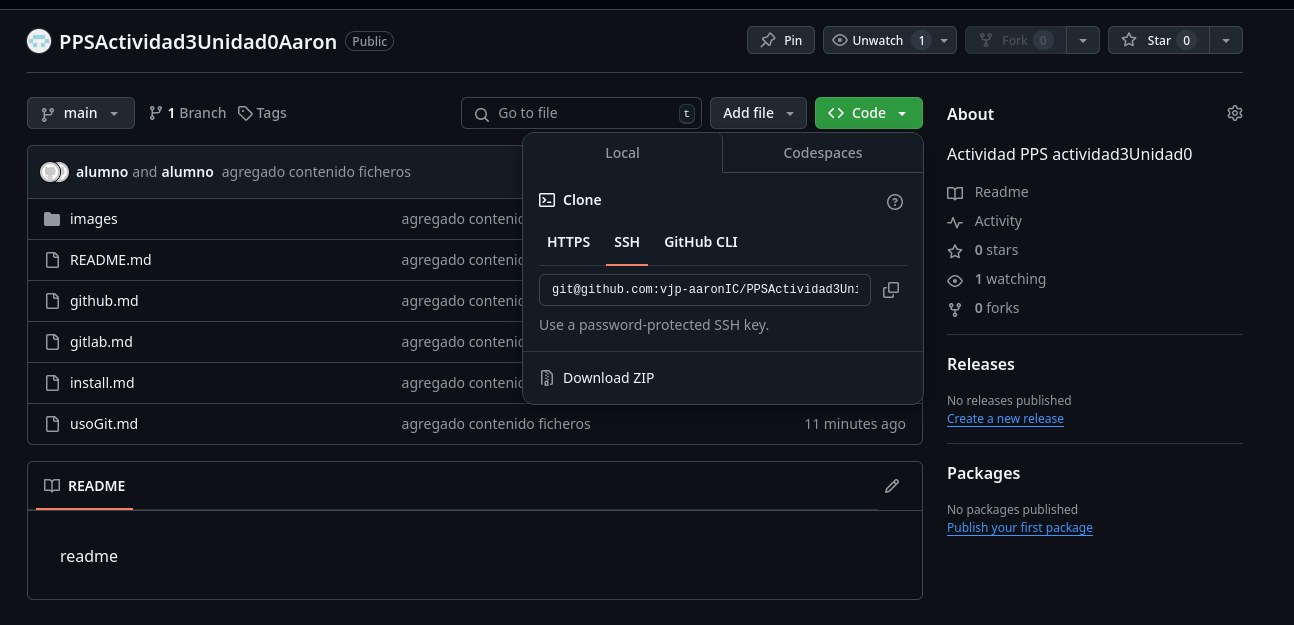 PPSActividad3Unidad0Aaron Public Pin Unwatch 1 Fork 0 Star 0
main 1 Branch Tags Go to file t Add file Code
alumno and alumno agregado contenido ficheros
images agregado contenid
README.md agregado contenid
github.md agregado contenid
gitlab.md agregado contenid
install.md agregado contenid
usoGit.md agregado contenido ficheros 11 minutes ago
Local Codespaces
Clone
HTTPS SSH GitHub CLI
git@github.com:vjp-aaronIC/PPSActividad3Uni
Use a password-protected SSH key.
Download ZIP
README
readme
About
Actividad PPS actividad3Unidad0
Readme
Activity
0 stars
1 watching
0 forks
Releases
No releases published
Create a new release
Packages
No packages published
Publish your first package